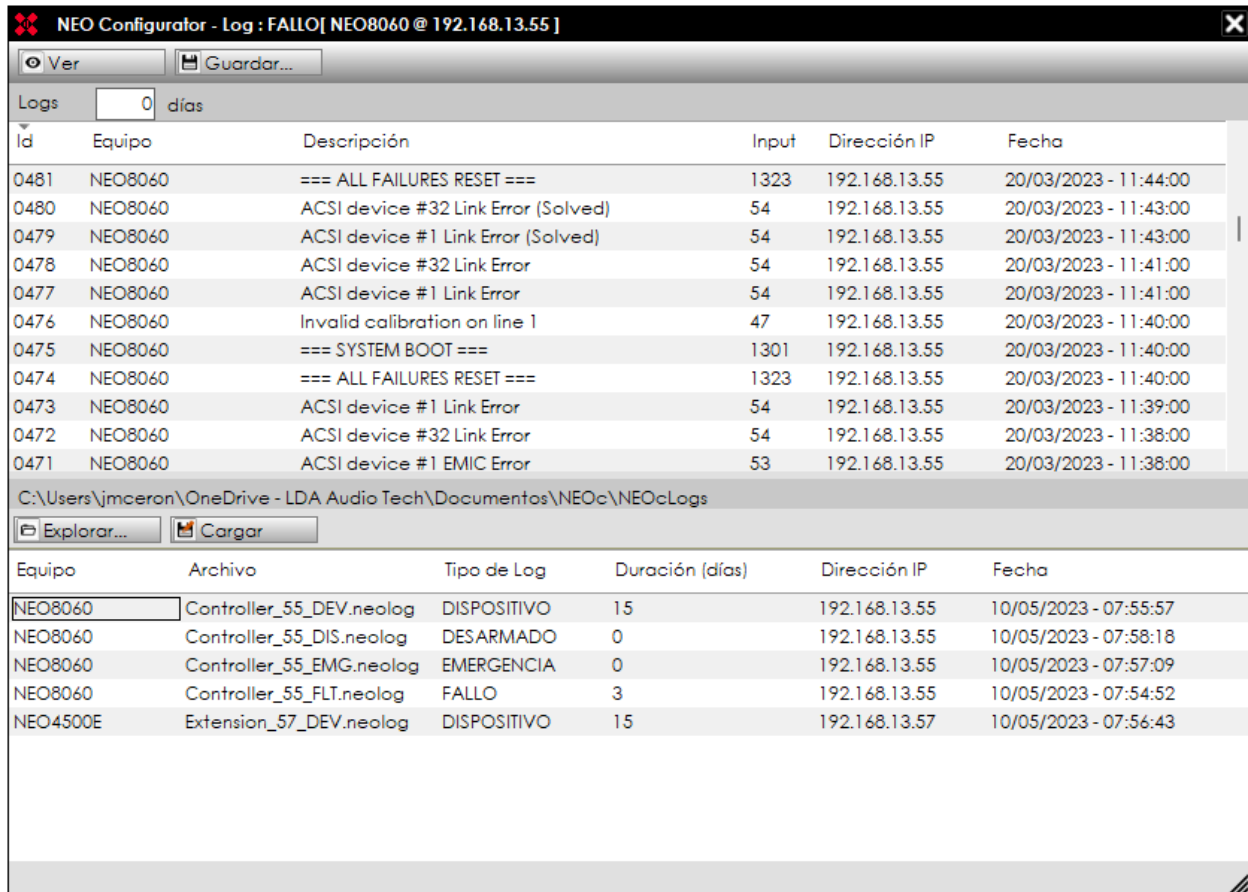 NEO Configurator - Log : FALLO[ NEO8060 @ 192.168.13.55 ]
Ver Guardar...
Logs 0 días
Id Equipo Descripción Input Dirección IP Fecha
0481 NEO8060 === ALL FAILURES RESET === 1323 192.168.13.55 20/03/2023 - 11:44:00
0480 NEO8060 ACSI device #32 Link Error (Solved) 54 192.168.13.55 20/03/2023 - 11:43:00
0479 NEO8060 ACSI device #1 Link Error (Solved) 54 192.168.13.55 20/03/2023 - 11:43:00
0478 NEO8060 ACSI device #32 Link Error 54 192.168.13.55 20/03/2023 - 11:41:00
0477 NEO8060 ACSI device #1 Link Error 54 192.168.13.55 20/03/2023 - 11:41:00
0476 NEO8060 Invalid calibration on line 1 47 192.168.13.55 20/03/2023 - 11:40:00
0475 NEO8060 === SYSTEM BOOT === 1301 192.168.13.55 20/03/2023 - 11:40:00
0474 NEO8060 === ALL FAILURES RESET === 1323 192.168.13.55 20/03/2023 - 11:40:00
0473 NEO8060 ACSI device #1 Link Error 54 192.168.13.55 20/03/2023 - 11:39:00
0472 NEO8060 ACSI device #32 Link Error 54 192.168.13.55 20/03/2023 - 11:38:00
0471 NEO8060 ACSI device #1 EMIC Error 53 192.168.13.55 20/03/2023 - 11:38:00
C:\Users\jmceron\OneDrive - LDA Audio Tech\Documentos\NEOc\NEOcLogs
Explorar... Cargar
Equipo Archivo Tipo de Log Duración (días) Dirección IP Fecha
NEO8060 Controller_55_DEV.neolog DISPOSITIVO 15 192.168.13.55 10/05/2023 - 07:55:57
NEO8060 Controller_55_DIS.neolog DESARMADO 0 192.168.13.55 10/05/2023 - 07:58:18
NEO8060 Controller_55_EMG.neolog EMERGENCIA 0 192.168.13.55 10/05/2023 - 07:57:09
NEO8060 Controller_55_FLT.neolog FALLO 3 192.168.13.55 10/05/2023 - 07:54:52
NEO4500E Extension_57_DEV.neolog DISPOSITIVO 15 192.168.13.57 10/05/2023 - 07:56:43